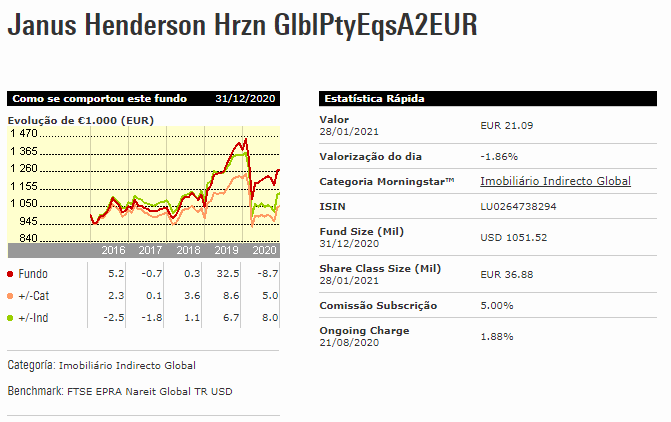 Janus Henderson Hrzn GlblPtyEqsA2EUR
Como se comportou este fundo 31/12/2020
Evolução de €1.000 (EUR)
1 470
1 365
1 260
1 155
1 050
945
840
2016 2017 2018 2019 2020
Fundo 5.2 -0.7 0.3 32.5 -8.7
+/-Cat 2.3 0.1 3.6 8.6 5.0
+/-Ind -2.5 -1.8 1.1 6.7 8.0
Categoría: Imobiliário Indirecto Global
Benchmark: FTSE EPRA Nareit Global TR USD
Estatística Rápida
Valor
28/01/2021
EUR 21.09
Valorização do dia -1.86%
Categoria Morningstar™ Imobiliário Indirecto Global
ISIN LU0264738294
Fund Size (Mil)
31/12/2020
USD 1051.52
Share Class Size (Mil)
28/01/2021
EUR 36.88
Comissão Subscrição 5.00%
Ongoing Charge
21/08/2020
1.88%